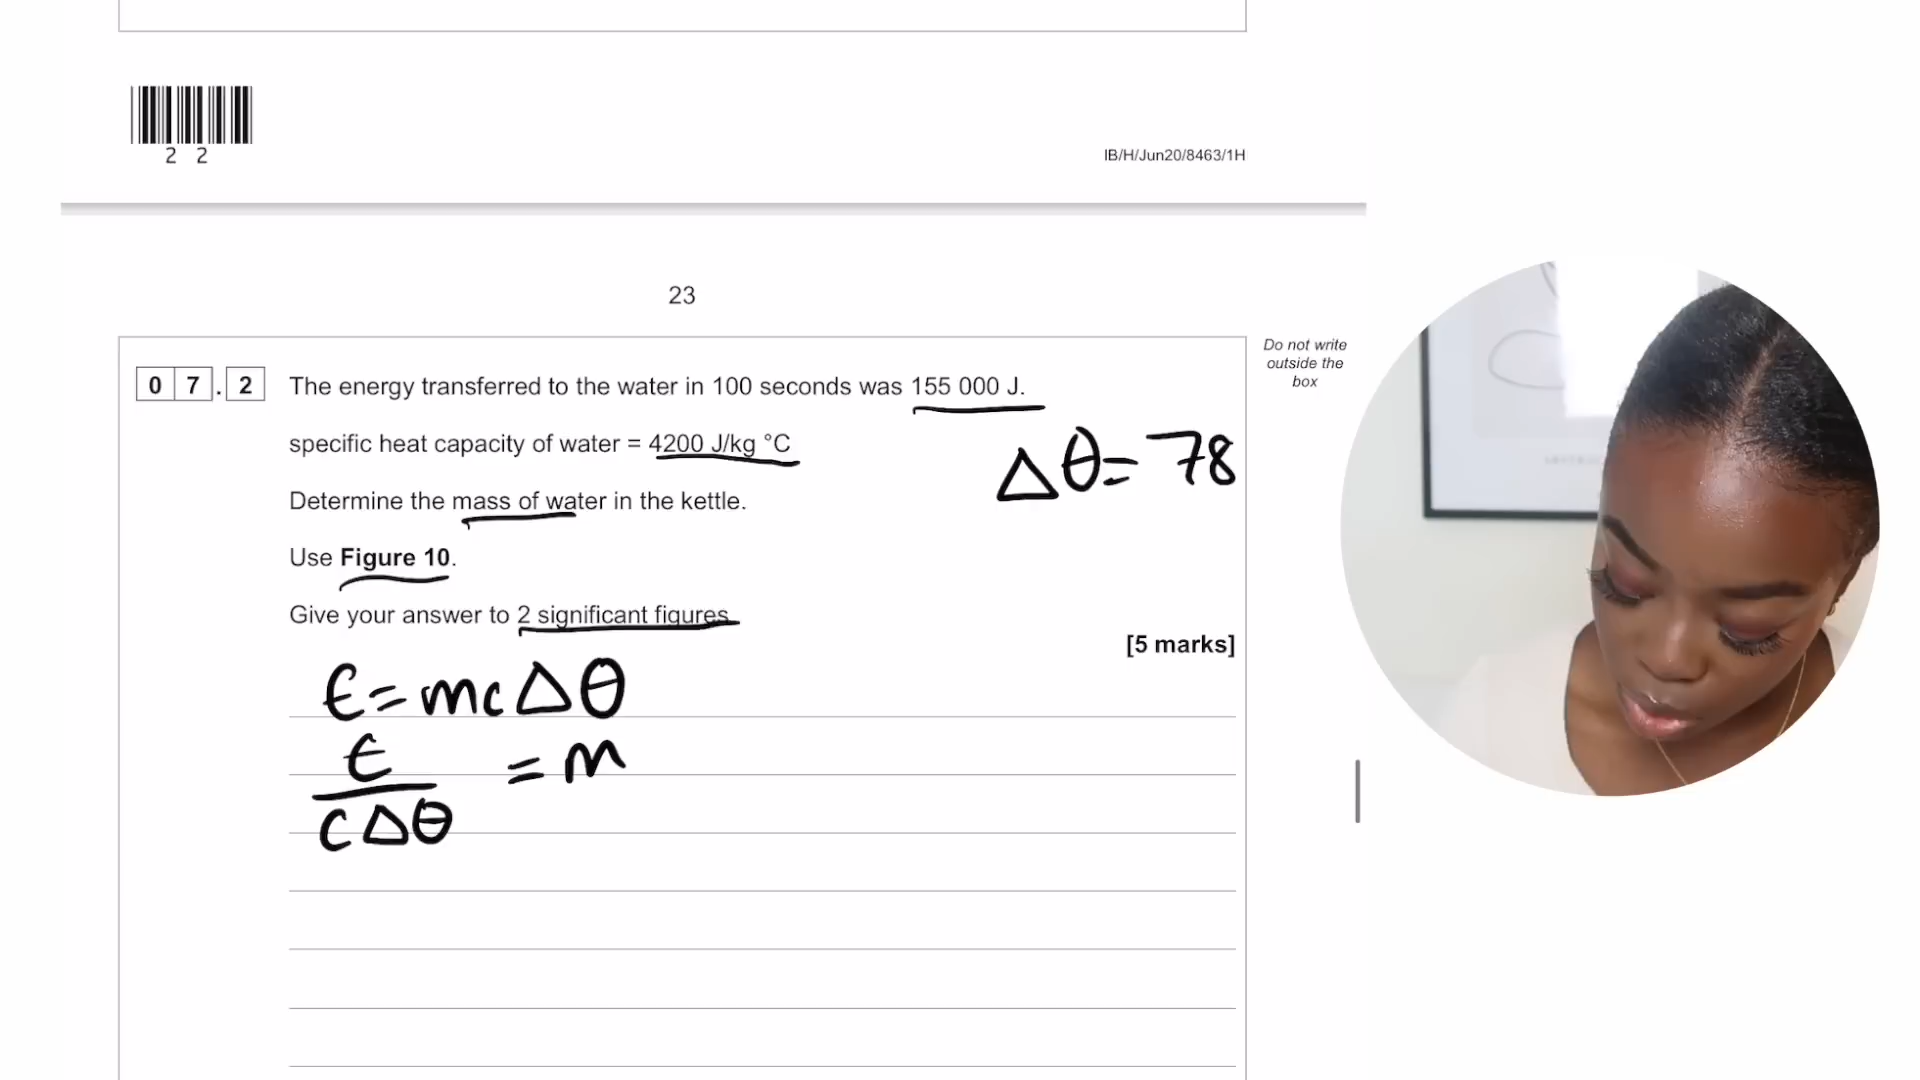 2 2
IB/H/Jun20/8463/1H
23
Do not write
outside the
box
0 7 . 2 The energy transferred to the water in 100 seconds was 155 000 J.
specific heat capacity of water = 4200 J/kg °C
Δθ= 78
Determine the mass of water in the kettle.
Use Figure 10.
Give your answer to 2 significant figures
[5 marks]
E=mcΔθ
E
= m
cΔθ